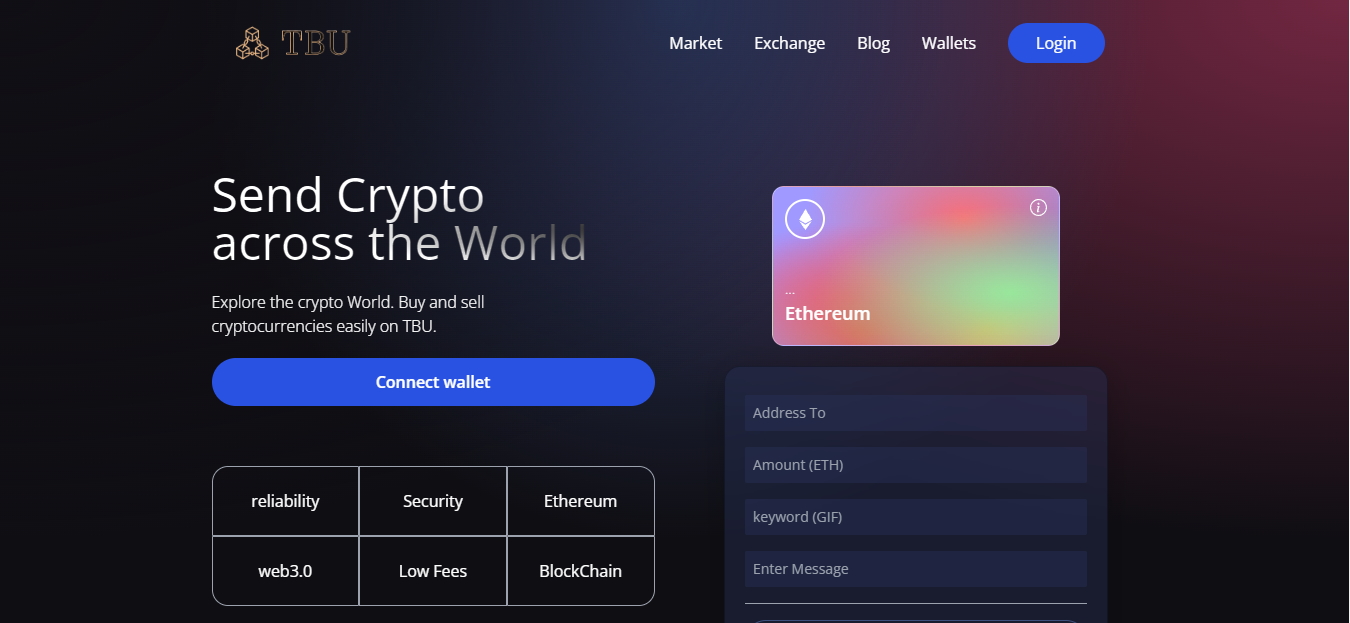 TBU
Market
Exchange
Blog
Wallets
Login
Send Crypto
across the World
Explore the crypto World. Buy and sell
cryptocurrencies easily on TBU.
Connect wallet
reliability
Security
Ethereum
web3.0
Low Fees
BlockChain
i
...
Ethereum
Address To
Amount (ETH)
keyword (GIF)
Enter Message